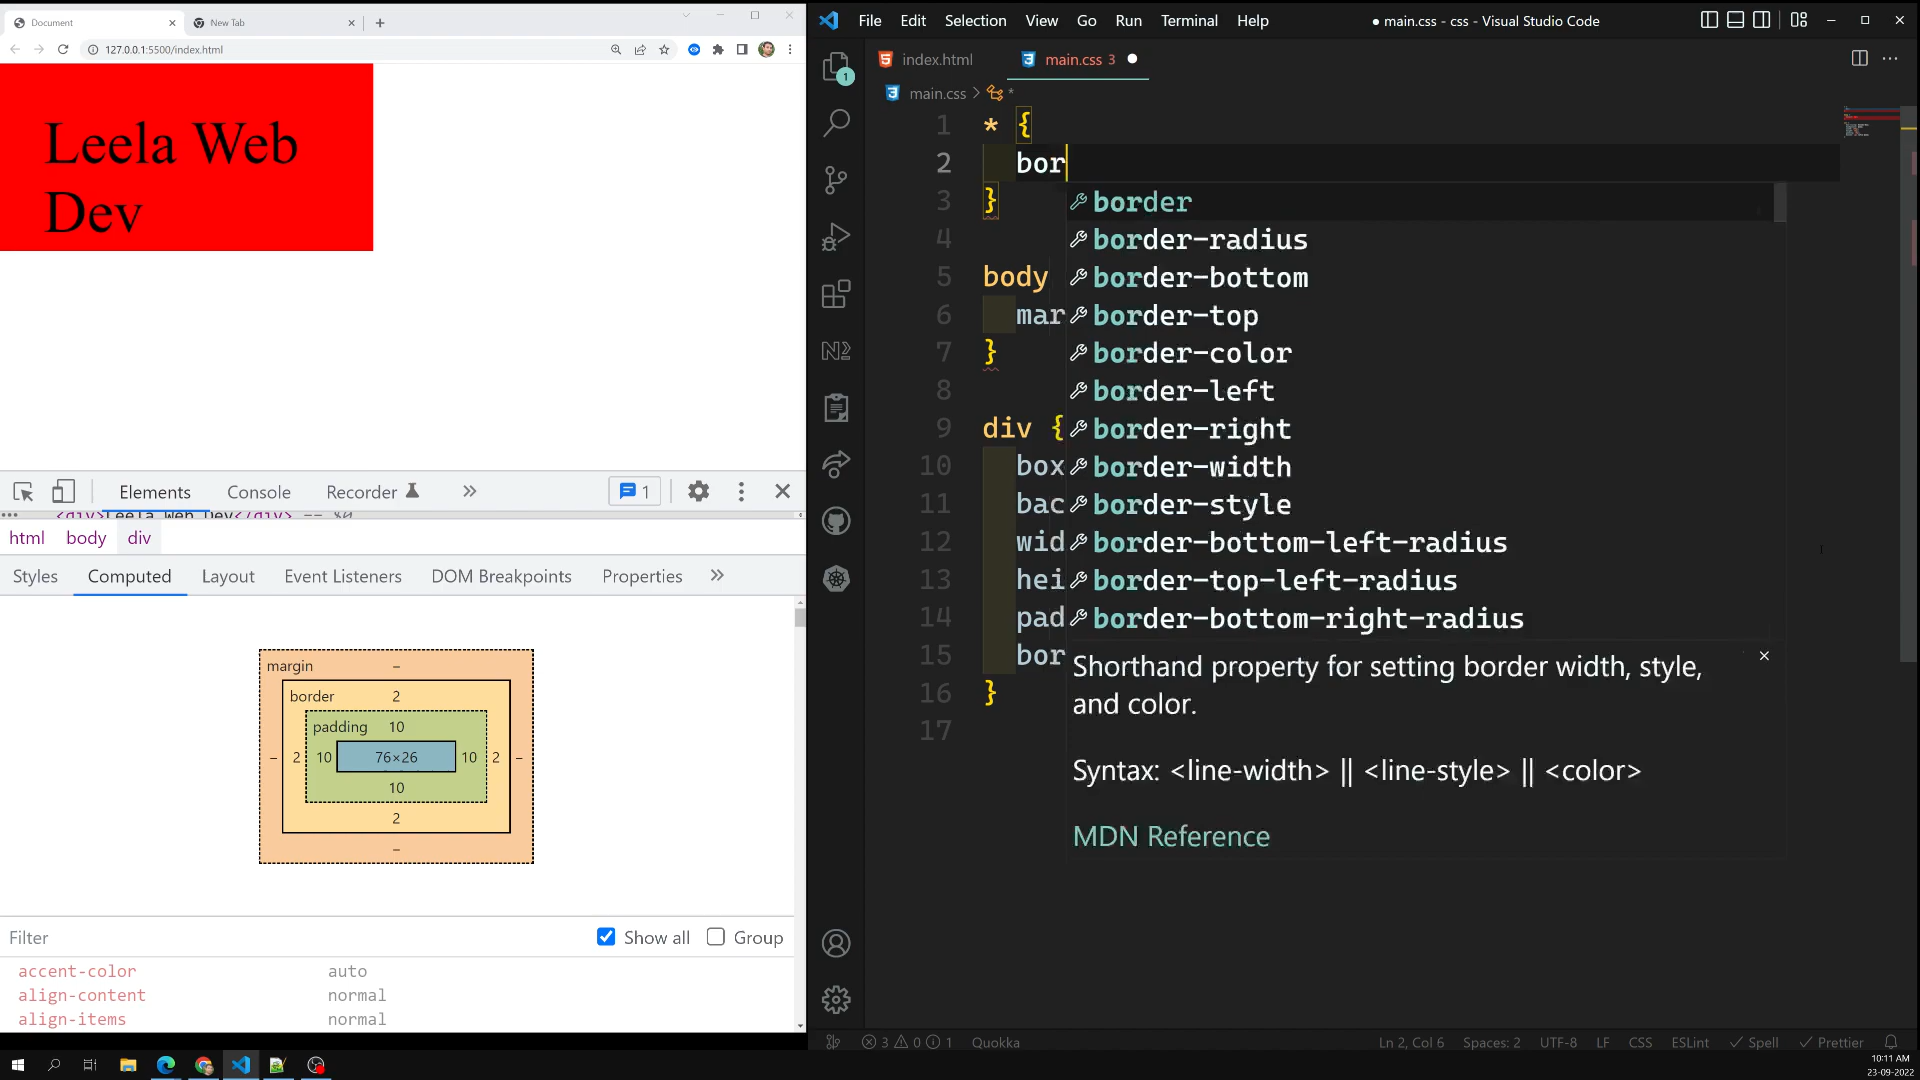 Document
New Tab
127.0.0.1:5500/index.html
Leela Web
Dev
Elements
Console
Recorder
1
<div>Leela Web Dev</div> == $0
html
body
div
Styles
Computed
Layout
Event Listeners
DOM Breakpoints
Properties
margin
–
border
2
padding
10
– 2 10 76×26 10 2 –
10
2
–
Filter
Show all
Group
accent-color auto
align-content normal
align-items normal
File Edit Selection View Go Run Terminal Help
● main.css - css - Visual Studio Code
1
index.html
main.css 3
main.css > *
1 * {
2 bor
3 }
4
5 body
6 mar
7 }
8
9 div {
10 box
11 bac
12 wid
13 hei
14 pad
15 bor
16 }
17
border
border-radius
border-bottom
border-top
border-color
border-left
border-right
border-width
border-style
border-bottom-left-radius
border-top-left-radius
border-bottom-right-radius
Shorthand property for setting border width, style,
and color.
Syntax: <line-width> || <line-style> || <color>
MDN Reference
3 0 1 Quokka
Ln 2, Col 6 Spaces: 2 UTF-8 LF CSS ESLint Spell Prettier
10:11 AM
23-09-2022